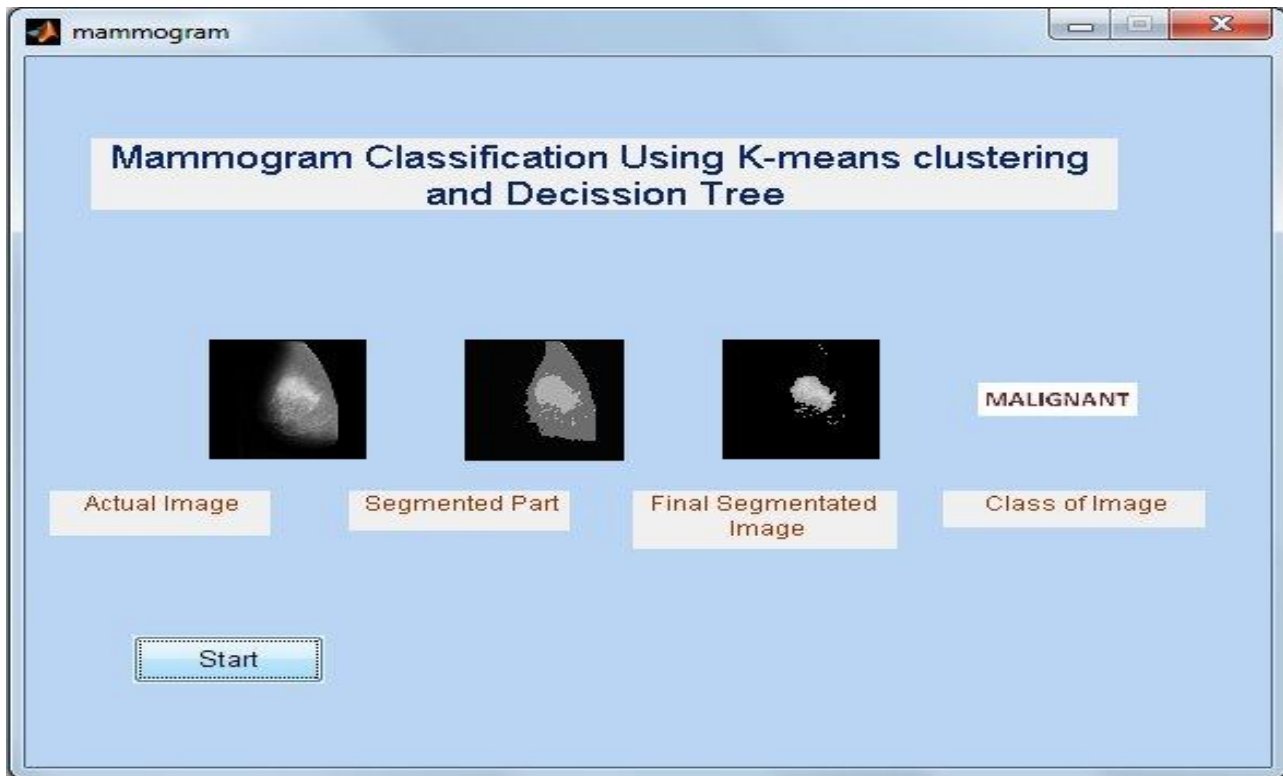 mammogram
Mammogram Classification Using K-means clustering
and Decission Tree
MALIGNANT
Actual Image
Segmented Part
Final Segmentated
Image
Class of Image
Start